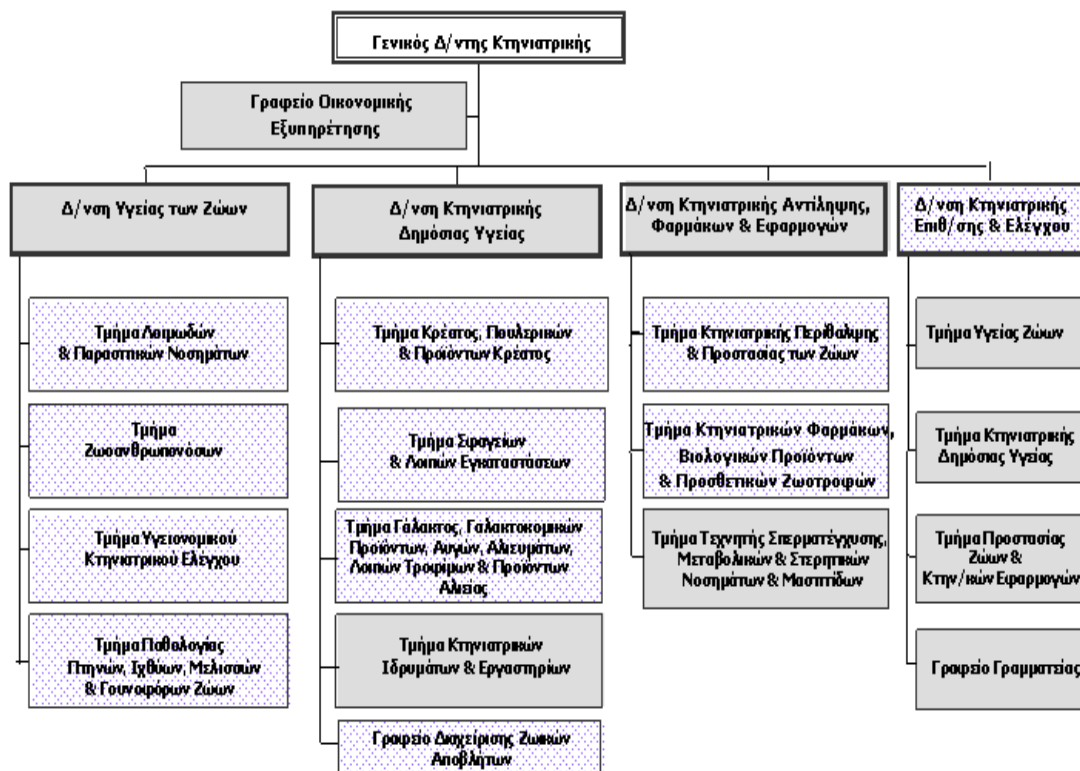 Γενικός Δ/ντης Κτηνιατρικής
Γραφείο Οικονομικής
Εξυπηρέτησης
Δ/νση Υγείας των Ζώων
Τμήμα Λοιμωδών
& Παρασιτικών Νοσημάτων
Τμήμα
Ζωοανθρωπονόσων
Τμήμα Υγειονομικού
Κτηνιατρικού Ελέγχου
Τμήμα Παθολογίας
Πτηνών, Ιχθύων, Μελισσών
& Γουνοφόρων Ζώων
Δ/νση Κτηνιατρικής
Δημόσιας Υγείας
Τμήμα Κρέατος, Πουλερικών
& Προϊόντων Κρέατος
Τμήμα Σφαγείων
& Λοιπών Εγκαταστάσεων
Τμήμα Γάλακτος, Γαλακτοκομικών
Προϊόντων, Αυγών, Αλιευμάτων,
Λοιπών Τροφίμων & Προϊόντων
Αλιείας
Τμήμα Κτηνιατρικών
Ιδρυμάτων & Εργαστηρίων
Γραφείο Διαχείρισης Ζωικών
Αποβλήτων
Δ/νση Κτηνιατρικής Αντίληψης,
Φαρμάκων & Εφαρμογών
Τμήμα Κτηνιατρικής Περίθαλψης
& Προστασίας των Ζώων
Τμήμα Κτηνιατρικών Φαρμάκων,
Βιολογικών Προϊόντων
& Προσθετικών Ζωοτροφών
Τμήμα Τεχνητής Σπερματέγχυσης,
Μεταβολικών & Στερητικών
Νοσημάτων & Μαστιτίδων
Δ/νση Κτηνιατρικής
Επιθ/σης & Ελέγχου
Τμήμα Υγείας Ζώων
Τμήμα Κτηνιατρικής
Δημόσιας Υγείας
Τμήμα Προστασίας
Ζώων &
Κτην/κών Εφαρμογών
Γραφείο Γραμματείας